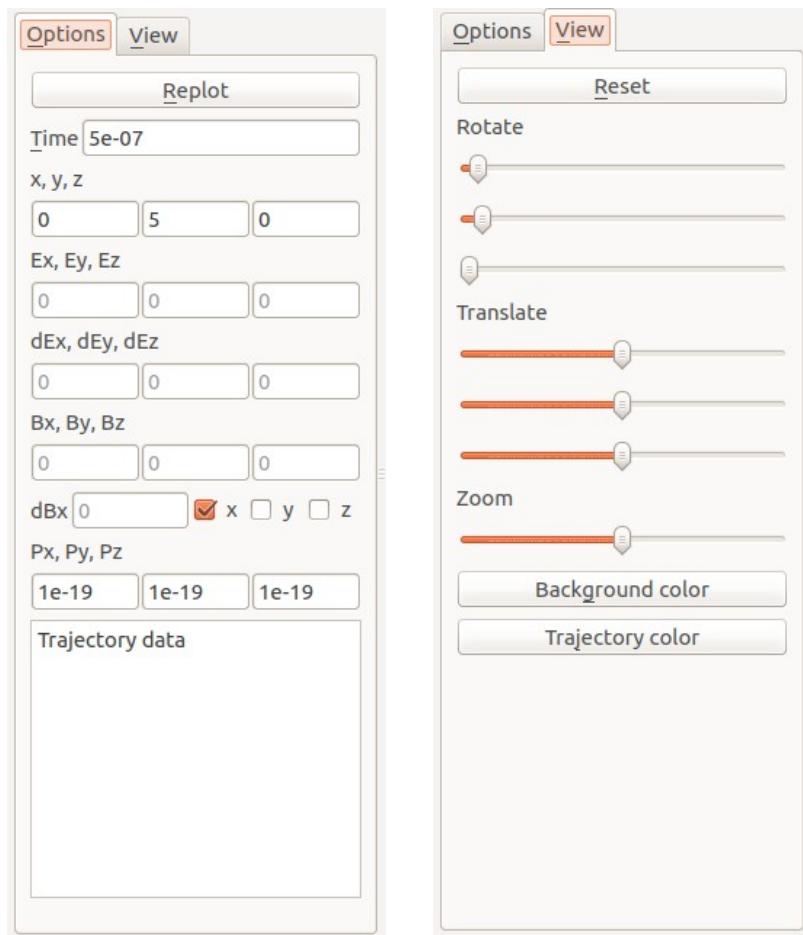 Options View
Replot
Time 5e-07
x, y, z
0 5 0
Ex, Ey, Ez
0 0 0
dEx, dEy, dEz
0 0 0
Bx, By, Bz
0 0 0
dBx 0 x y z
Px, Py, Pz
1e-19 1e-19 1e-19
Trajectory data
Options View
Reset
Rotate
Translate
Zoom
Background color
Trajectory color